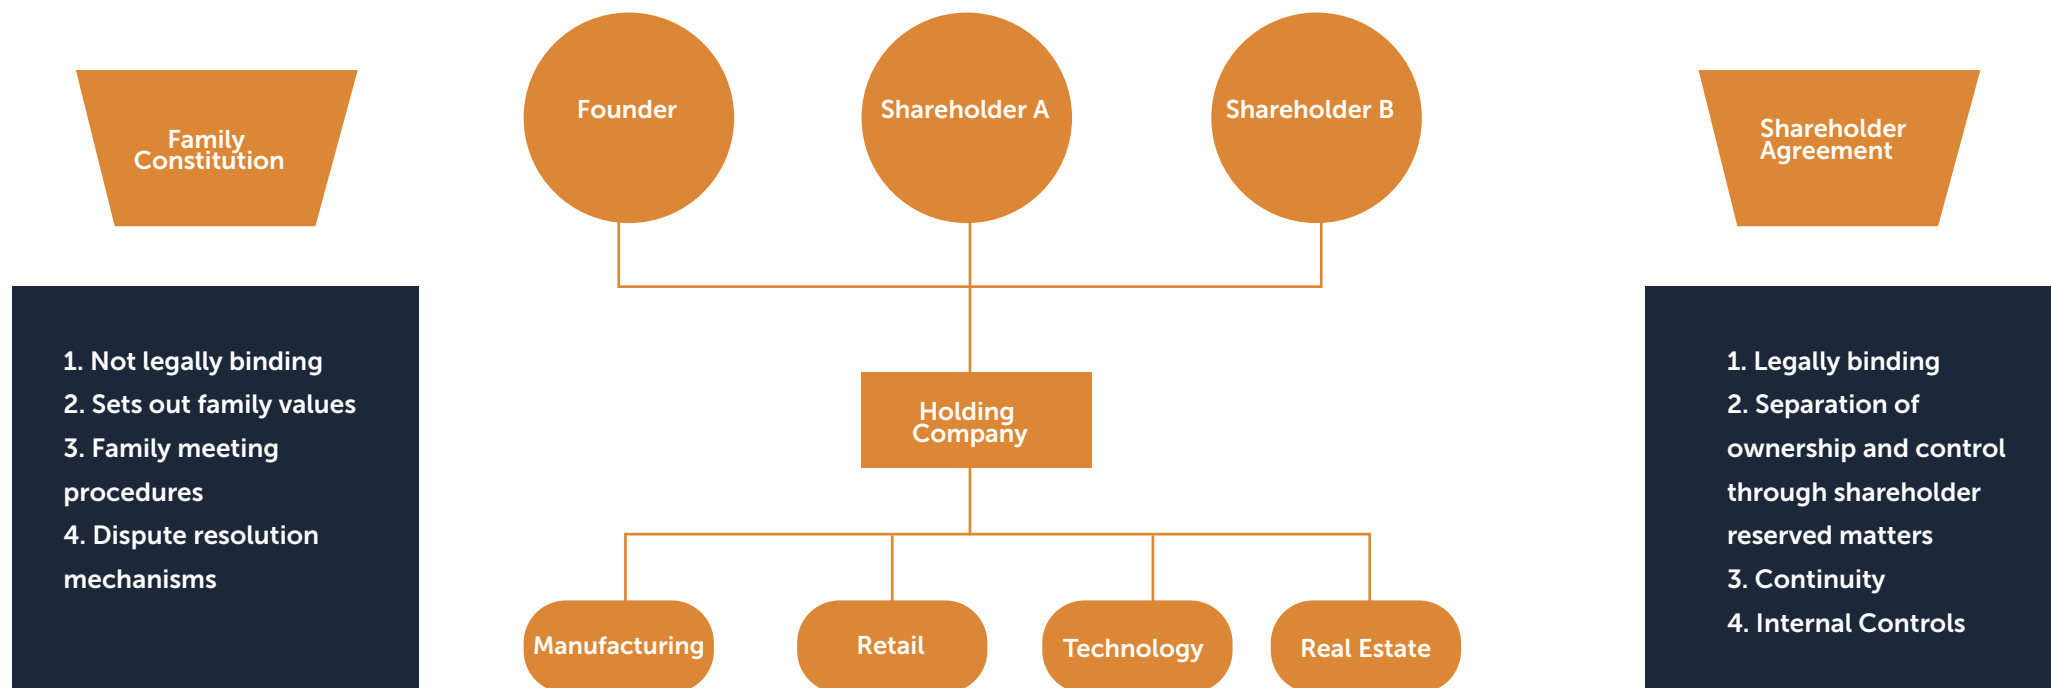 Family
Constitution
Founder
Shareholder A
Shareholder B
Shareholder
Agreement
1. Not legally binding
2. Sets out family values
3. Family meeting
procedures
4. Dispute resolution
mechanisms
Holding
Company
1. Legally binding
2. Separation of
ownership and control
through shareholder
reserved matters
3. Continuity
4. Internal Controls
Manufacturing
Retail
Technology
Real Estate